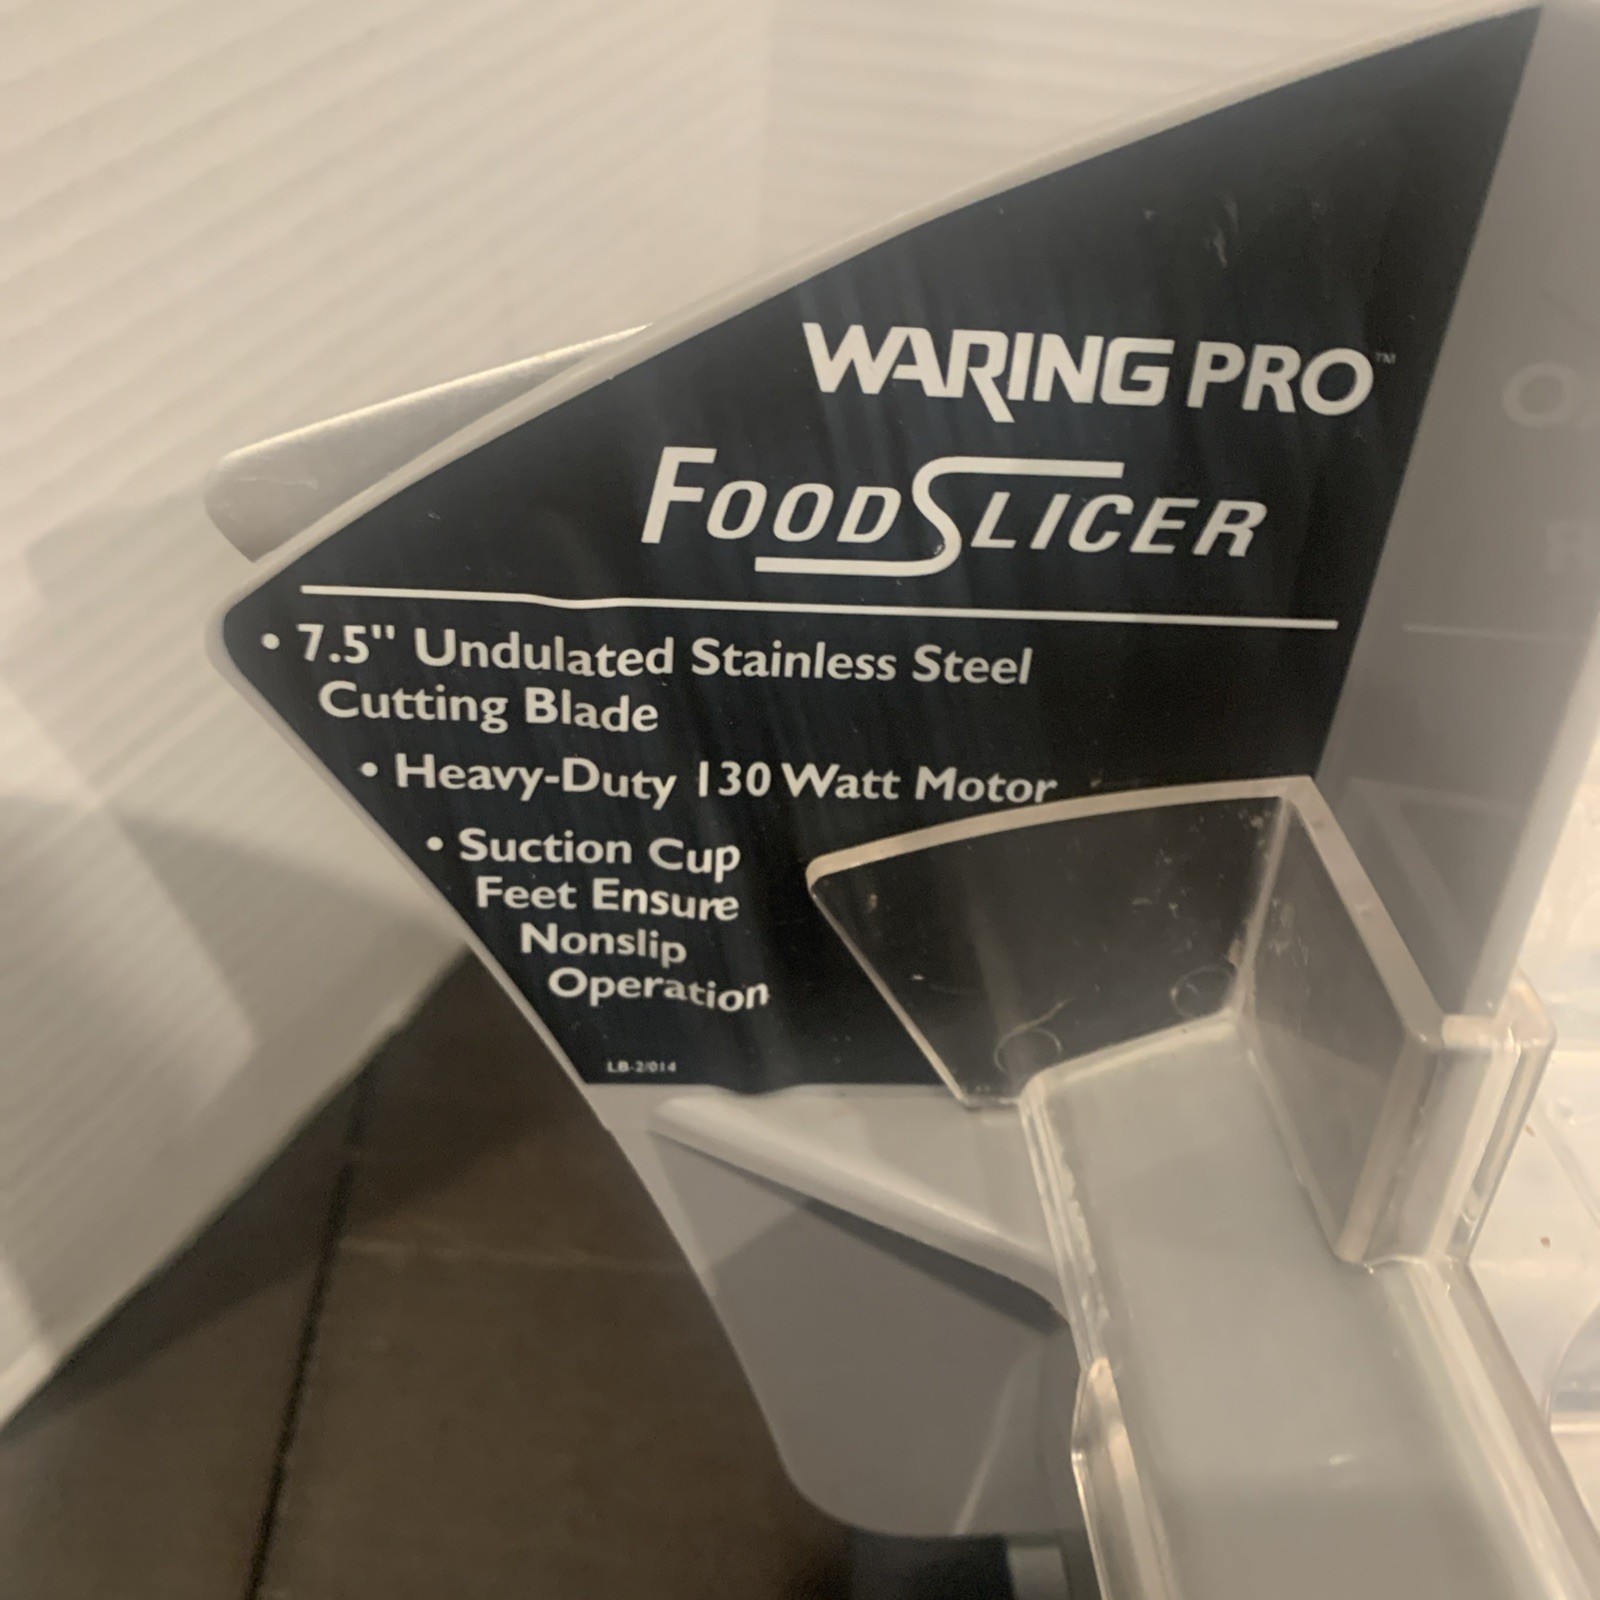 WARING PRO™
FOODSLICER
• 7.5" Undulated Stainless Steel
Cutting Blade
• Heavy-Duty 130 Watt Motor
• Suction Cup
Feet Ensure
Nonslip
Operation
LB-2/014